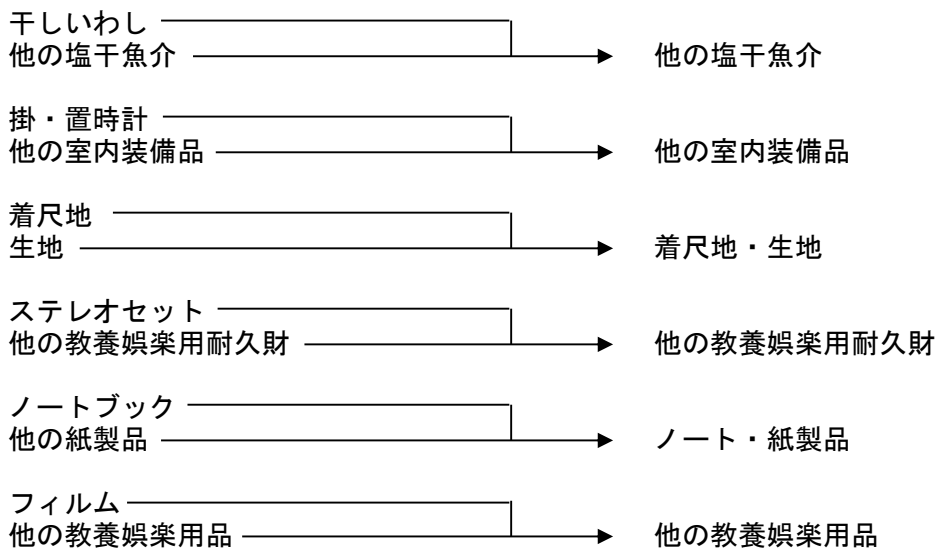 干しいわし
他の塩干魚介 他の塩干魚介
掛・置時計
他の室内装備品 他の室内装備品
着尺地
生地 着尺地・生地
ステレオセット
他の教養娯楽用耐久財 他の教養娯楽用耐久財
ノートブック
他の紙製品 ノート・紙製品
フィルム
他の教養娯楽用品 他の教養娯楽用品